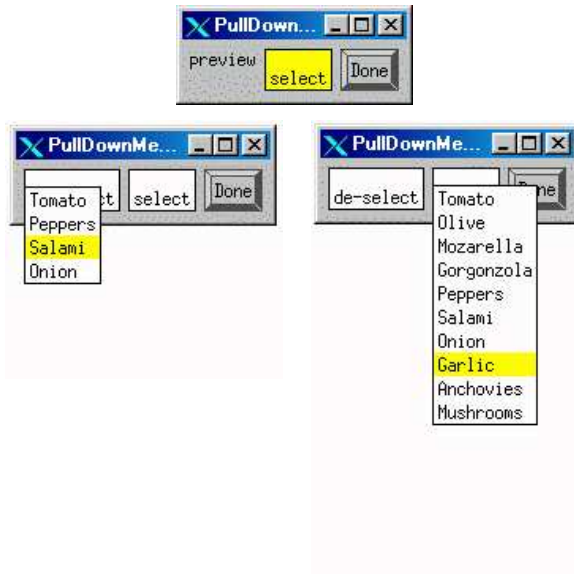 PullDown...
preview select Done
PullDownMe...
select Done
Tomato
Peppers
Salami
Onion
PullDownMe...
de-select
Tomato
Olive
Mozarella
Gorgonzola
Peppers
Salami
Onion
Garlic
Anchovies
Mushrooms